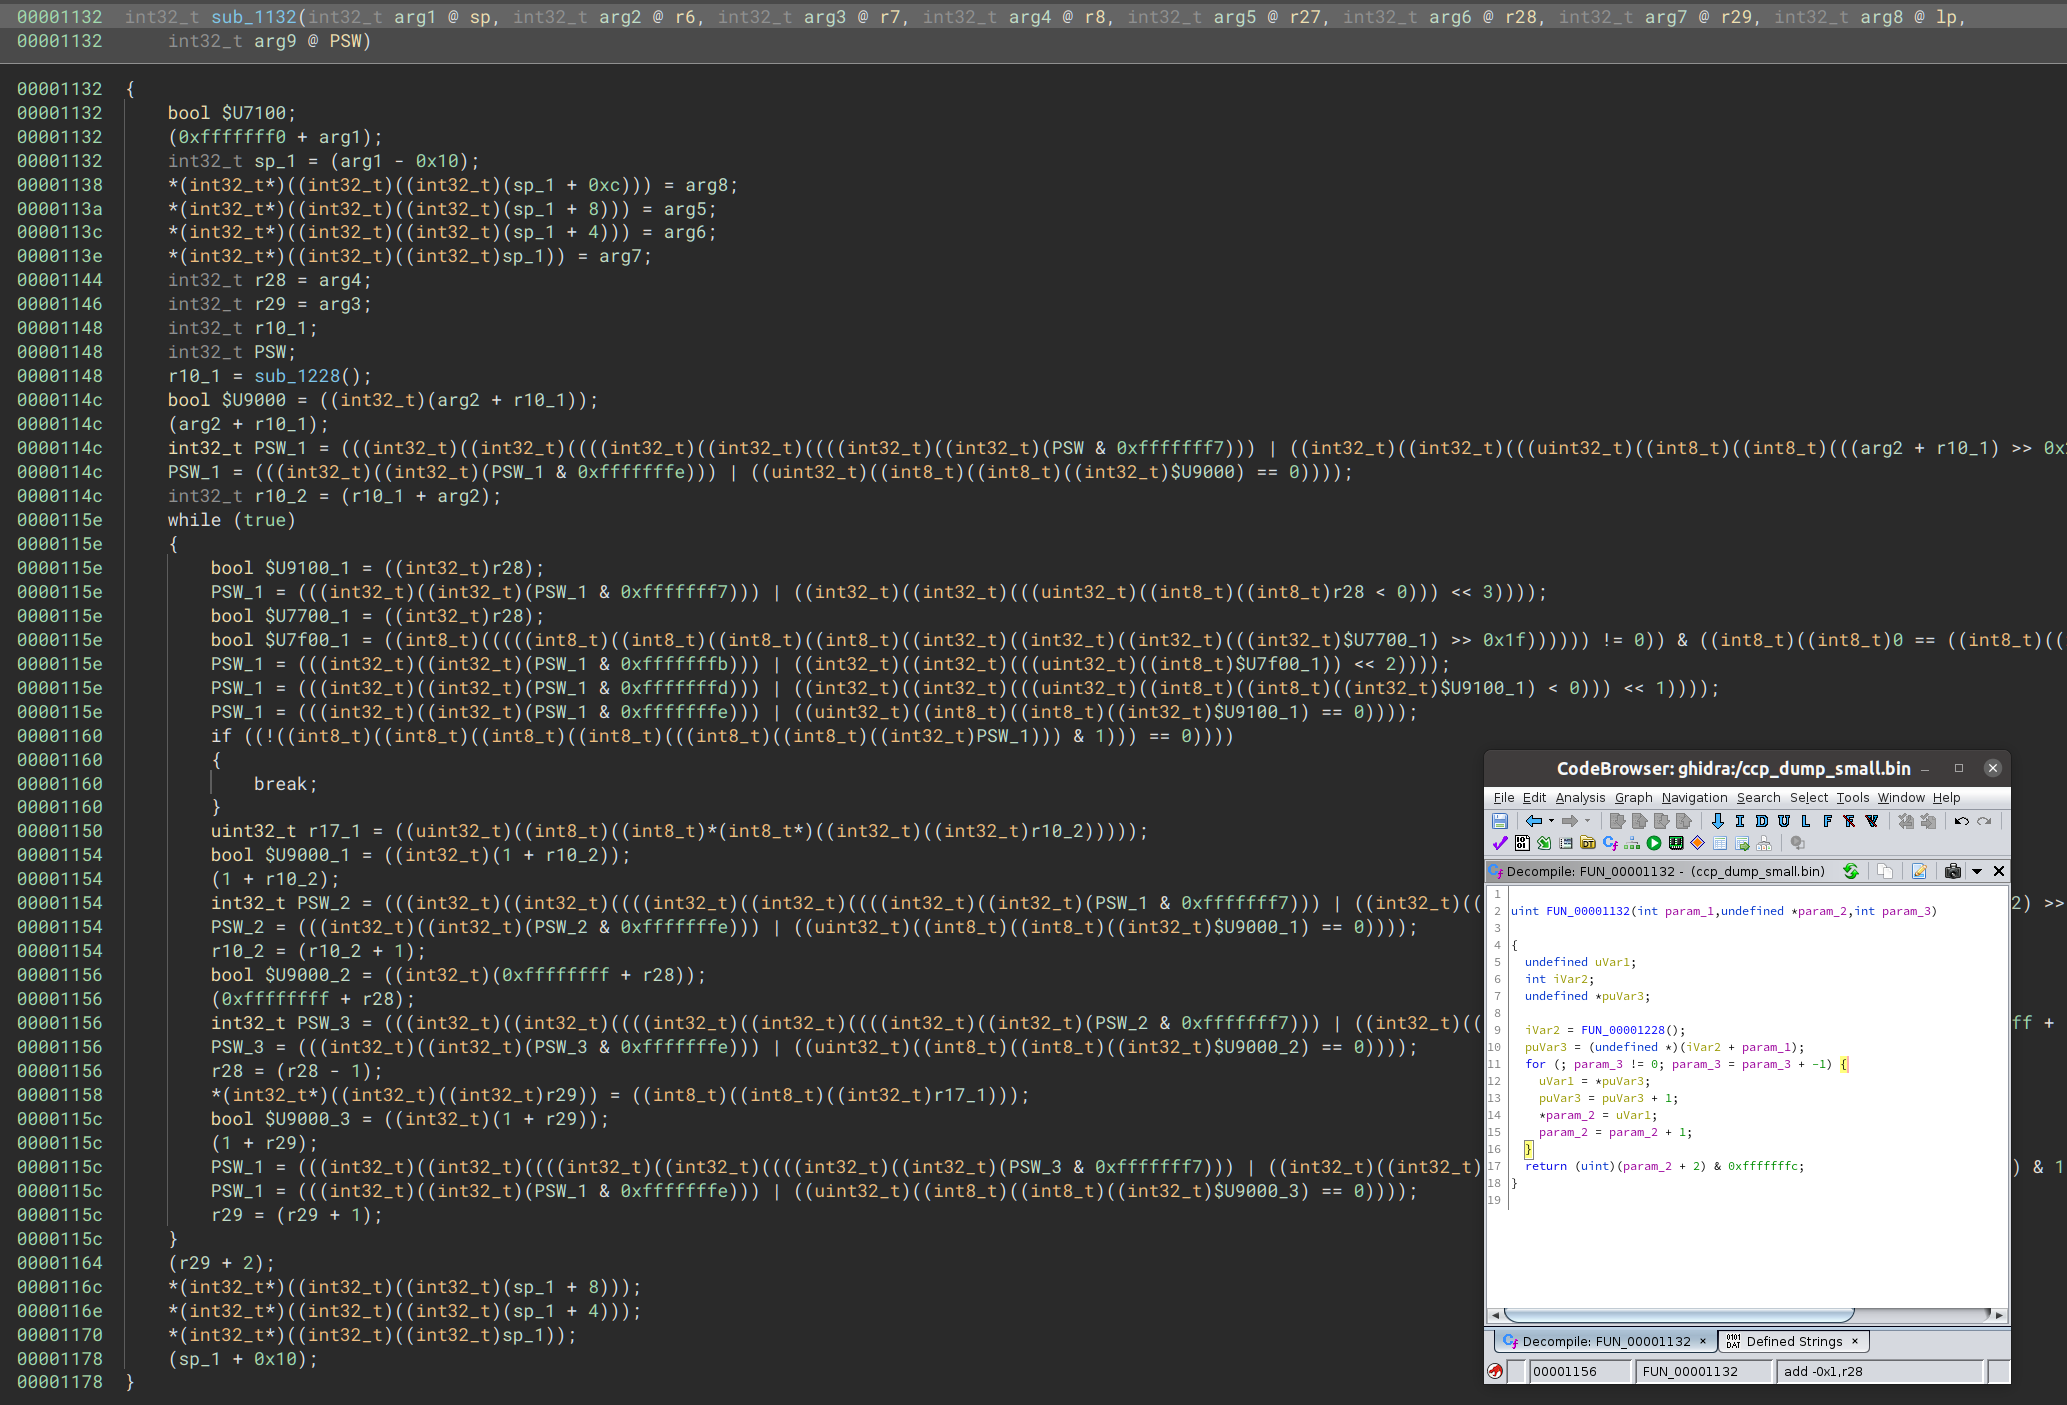 00001132  int32_t sub_1132(int32_t arg1 @ sp, int32_t arg2 @ r6, int32_t arg3 @ r7, int32_t arg4 @ r8, int32_t arg5 @ r27, int32_t arg6 @ r28, int32_t arg7 @ r29, int32_t arg8 @ lp,
00001132      int32_t arg9 @ PSW)
00001132  {
00001132      bool $U7100;
00001132      (0xfffffff0 + arg1);
00001132      int32_t sp_1 = (arg1 - 0x10);
00001138      *(int32_t*)((int32_t)((int32_t)(sp_1 + 0xc))) = arg8;
0000113a      *(int32_t*)((int32_t)((int32_t)(sp_1 + 8))) = arg5;
0000113c      *(int32_t*)((int32_t)((int32_t)(sp_1 + 4))) = arg6;
0000113e      *(int32_t*)((int32_t)((int32_t)sp_1)) = arg7;
00001144      int32_t r28 = arg4;
00001146      int32_t r29 = arg3;
00001148      int32_t r10_1;
00001148      int32_t PSW;
00001148      r10_1 = sub_1228();
0000114c      bool $U9000 = ((int32_t)(arg2 + r10_1));
0000114c      (arg2 + r10_1);
0000114c      int32_t PSW_1 = (((int32_t)((int32_t)((((int32_t)((int32_t)((((int32_t)((int32_t)(PSW & 0xfffffff7))) | ((int32_t)((int32_t)(((uint32_t)((int8_t)((int8_t)(((arg2 + r10_1) >> 0x
0000114c      PSW_1 = (((int32_t)((int32_t)(PSW_1 & 0xfffffffe))) | ((uint32_t)((int8_t)((int8_t)((int32_t)$U9000) == 0))));
0000114c      int32_t r10_2 = (r10_1 + arg2);
0000115e      while (true)
0000115e      {
0000115e          bool $U9100_1 = ((int32_t)r28);
0000115e          PSW_1 = (((int32_t)((int32_t)(PSW_1 & 0xfffffff7))) | ((int32_t)((int32_t)(((uint32_t)((int8_t)((int8_t)r28 < 0))) << 3))));
0000115e          bool $U7700_1 = ((int32_t)r28);
0000115e          bool $U7f00_1 = ((int8_t)(((((int8_t)((int8_t)((int8_t)((int8_t)((int32_t)((int32_t)((int32_t)(((int32_t)$U7700_1) >> 0x1f)))))) != 0)) & ((int8_t)((int8_t)0 == ((int8_t)((
0000115e          PSW_1 = (((int32_t)((int32_t)(PSW_1 & 0xfffffffb))) | ((int32_t)((int32_t)(((uint32_t)((int8_t)$U7f00_1)) << 2))));
0000115e          PSW_1 = (((int32_t)((int32_t)(PSW_1 & 0xfffffffd))) | ((int32_t)((int32_t)(((uint32_t)((int8_t)((int8_t)((int32_t)$U9100_1) < 0))) << 1))));
0000115e          PSW_1 = (((int32_t)((int32_t)(PSW_1 & 0xfffffffe))) | ((uint32_t)((int8_t)((int8_t)((int32_t)$U9100_1) == 0))));
00001160          if ((!((int8_t)((int8_t)((int8_t)((int8_t)(((int8_t)((int8_t)((int32_t)PSW_1))) & 1))) == 0))))
00001160          {
00001160              break;
00001160          }
00001150          uint32_t r17_1 = ((uint32_t)((int8_t)((int8_t)*(int8_t*)((int32_t)((int32_t)r10_2)))));
00001154          bool $U9000_1 = ((int32_t)(1 + r10_2));
00001154          (1 + r10_2);
00001154          int32_t PSW_2 = (((int32_t)((int32_t)((((int32_t)((int32_t)((((int32_t)((int32_t)(PSW_1 & 0xfffffff7))) | ((int32_t)(( 2) >>
00001154          PSW_2 = (((int32_t)((int32_t)(PSW_2 & 0xfffffffe))) | ((uint32_t)((int8_t)((int8_t)((int32_t)$U9000_1) == 0))));
00001154          r10_2 = (r10_2 + 1);
00001156          bool $U9000_2 = ((int32_t)(0xffffffff + r28));
00001156          (0xffffffff + r28);
00001156          int32_t PSW_3 = (((int32_t)((int32_t)((((int32_t)((int32_t)((((int32_t)((int32_t)(PSW_2 & 0xfffffff7))) | ((int32_t)(( ff +
00001156          PSW_3 = (((int32_t)((int32_t)(PSW_3 & 0xfffffffe))) | ((uint32_t)((int8_t)((int8_t)((int32_t)$U9000_2) == 0))));
00001156          r28 = (r28 - 1);
00001158          *(int32_t*)((int32_t)((int32_t)r29)) = ((int8_t)((int8_t)((int32_t)r17_1)));
0000115c          bool $U9000_3 = ((int32_t)(1 + r29));
0000115c          (1 + r29);
0000115c          PSW_1 = (((int32_t)((int32_t)((((int32_t)((int32_t)((((int32_t)((int32_t)(PSW_3 & 0xfffffff7))) | ((int32_t)((int32_t) ) & 1
0000115c          PSW_1 = (((int32_t)((int32_t)(PSW_1 & 0xfffffffe))) | ((uint32_t)((int8_t)((int8_t)((int32_t)$U9000_3) == 0))));
0000115c          r29 = (r29 + 1);
0000115c      }
00001164      (r29 + 2);
0000116c      *(int32_t*)((int32_t)((int32_t)(sp_1 + 8)));
0000116e      *(int32_t*)((int32_t)((int32_t)(sp_1 + 4)));
00001170      *(int32_t*)((int32_t)((int32_t)sp_1));
00001178      (sp_1 + 0x10);
00001178  }
CodeBrowser: ghidra:/ccp_dump_small.bin
File Edit Analysis Graph Navigation Search Select Tools Window Help
Decompile: FUN_00001132 - (ccp_dump_small.bin)
1
2 uint FUN_00001132(int param_1,undefined *param_2,int param_3)
3
4 {
5   undefined uVar1;
6   int iVar2;
7   undefined *puVar3;
8
9   iVar2 = FUN_00001228();
10   puVar3 = (undefined *)(iVar2 + param_1);
11   for (; param_3 != 0; param_3 = param_3 + -1) {
12     uVar1 = *puVar3;
13     puVar3 = puVar3 + 1;
14     *param_2 = uVar1;
15     param_2 = param_2 + 1;
16   }
17   return (uint)(param_2 + 2) & 0xfffffffc;
18 }
19
Decompile: FUN_00001132 × Defined Strings ×
00001156 FUN_00001132 add -0x1,r28